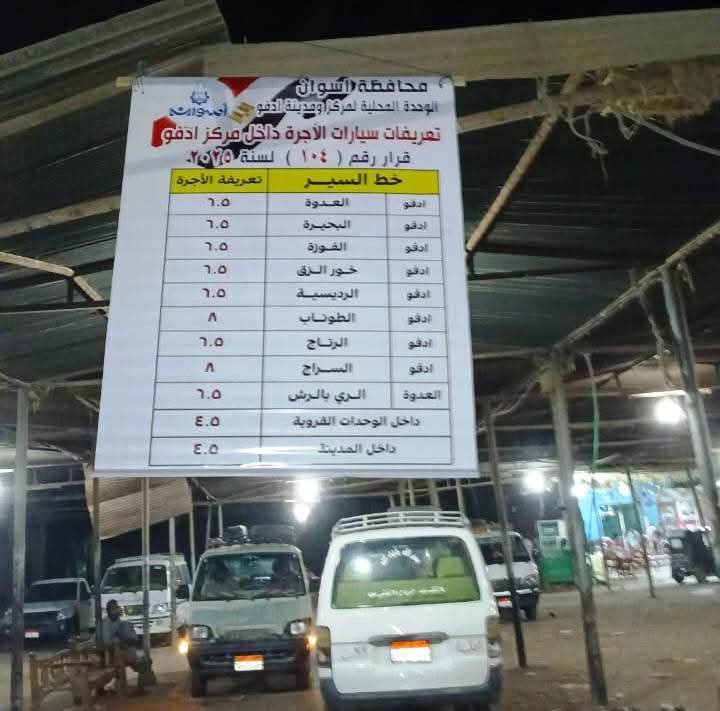 محافظة أسوان
الوحدة المحلية لمركز ومدينة ادفو
أسوان
تعريفات سيارات الأجرة داخل مركز ادفو
قرار رقم ( ١٠٤ ) لسنة ٢٠٢٥
خط السير تعريفة الأجرة
ادفو العدوة ٦.٥
ادفو البحيرة ٦.٥
ادفو الفوزة ٦.٥
ادفو خور الزق ٦.٥
ادفو الرديسية ٦.٥
ادفو الطوناب ٨
ادفو الرتاج ٦.٥
ادفو السراج ٨
العدوة الري بالرش ٦.٥
داخل الوحدات القروية ٤.٥
داخل المدينة ٤.٥